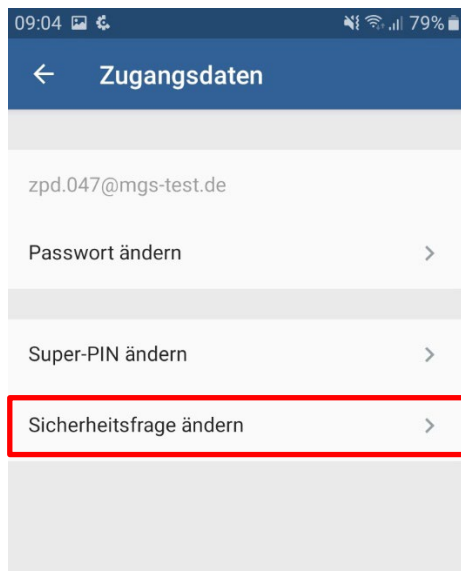 09:04 79%
Zugangsdaten
zpd.047@mgs-test.de
Passwort ändern
Super-PIN ändern
Sicherheitsfrage ändern